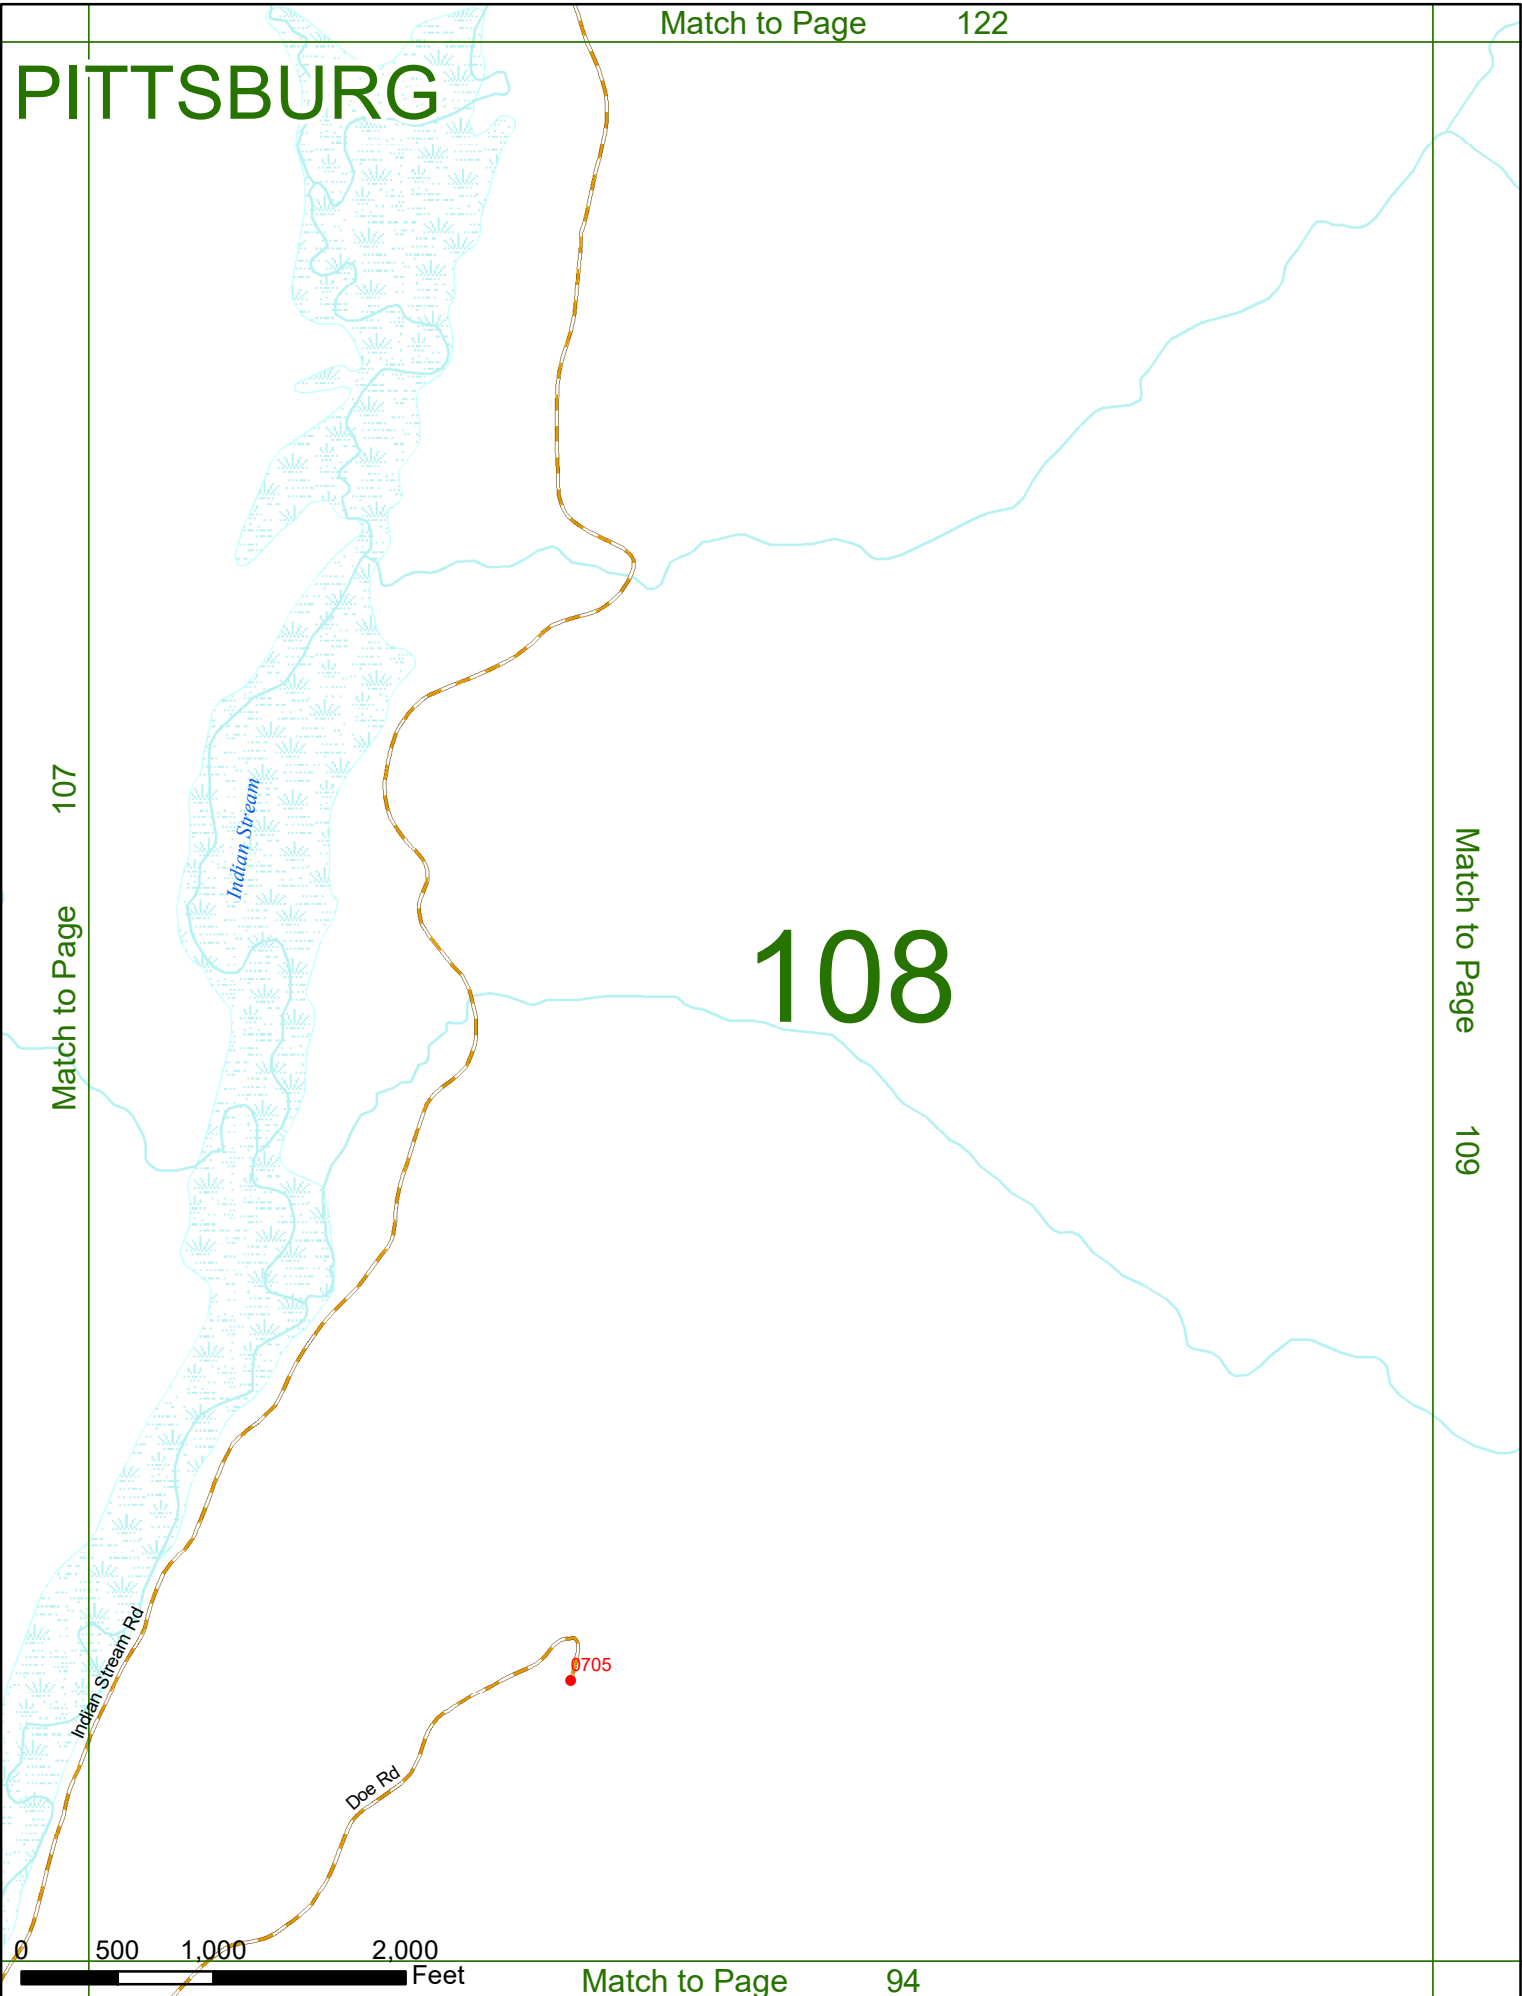 Match to Page 122
PITTSBURG
Match to Page 107
Indian Stream
108
Match to Page 109
Indian Stream Rd
0705
Doe Rd
0 500 1,000 2,000
Feet
Match to Page 94